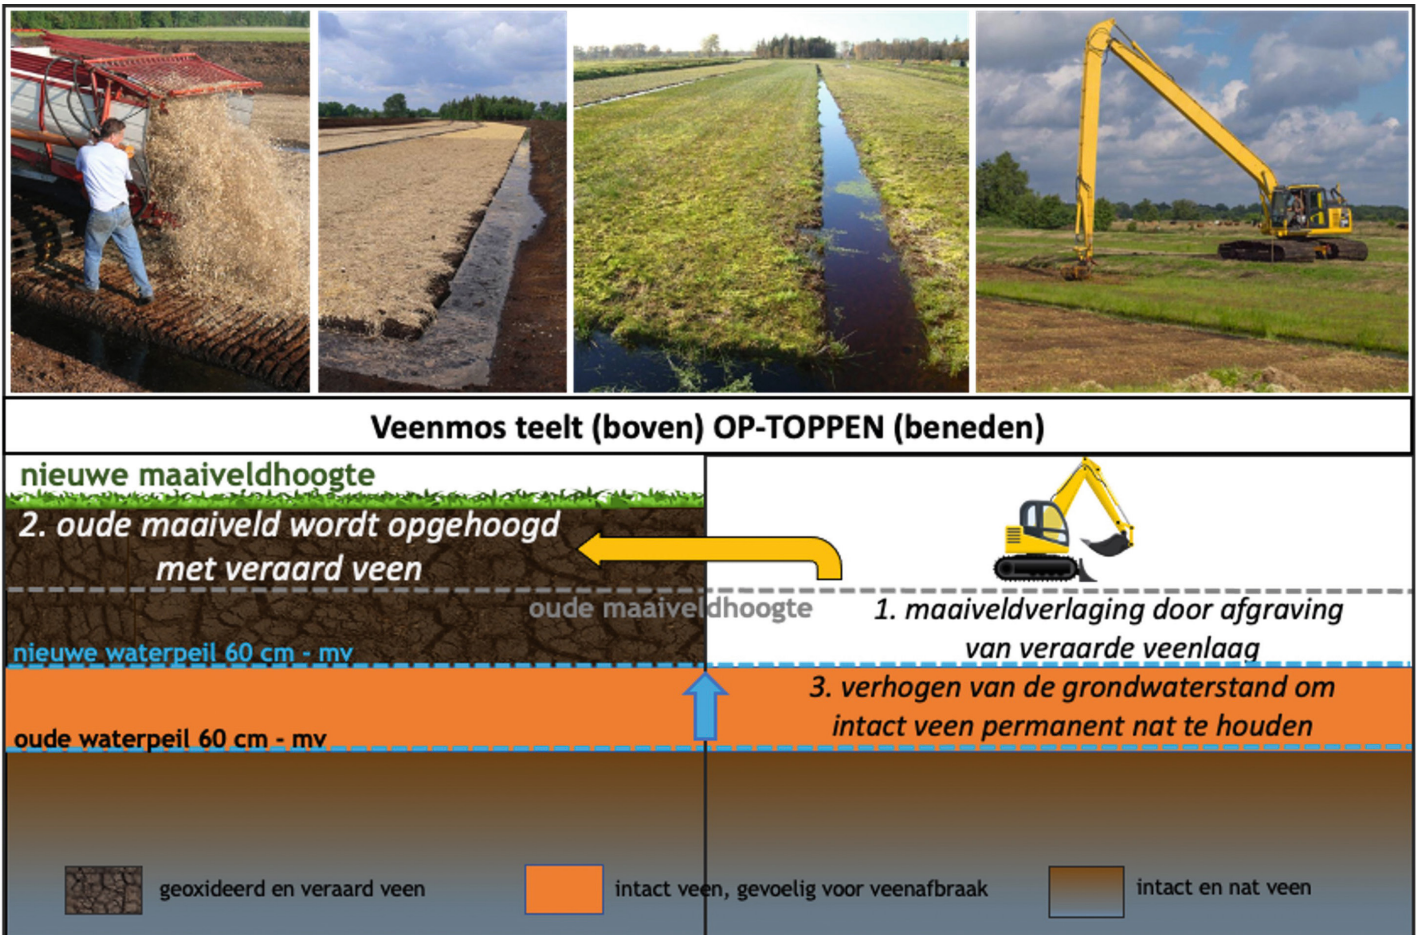 Veenmos teelt (boven) OP-TOPPEN (beneden)
nieuwe maaiveldhoogte
2. oude maaiveld wordt opgehoogd
met veraard veen
oude maaiveldhoogte
1. maaiveldverlaging door afgraving
van veraarde veenlaag
nieuwe waterpeil 60 cm - mv
3. verhogen van de grondwaterstand om
intact veen permanent nat te houden
oude waterpeil 60 cm - mv
geoxideerd en veraard veen
intact veen, gevoelig voor veenafbraak
intact en nat veen